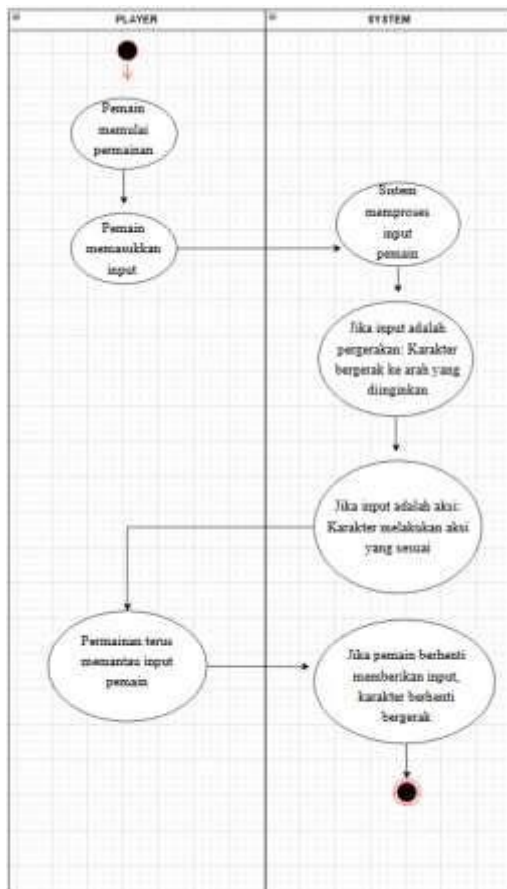 PLAYER
SYSTEM
Pemain
memulai
permainan
Pemain
memasukkan
input
Sistem
memproses
input
pemain
Jika input adalah
pergerakan: Karakter
bergerak ke arah yang
diinginkan
Jika input adalah aksi:
Karakter melakukan aksi
yang sesuai
Permainan terus
memantau input
pemain
Jika pemain berhenti
memberikan input,
karakter berhenti
bergerak